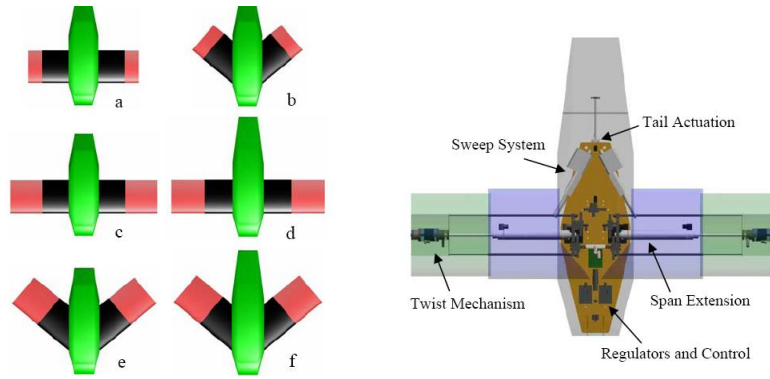 a
b
c
d
e
f
Tail Actuation
Sweep System
Twist Mechanism
Span Extension
Regulators and Control